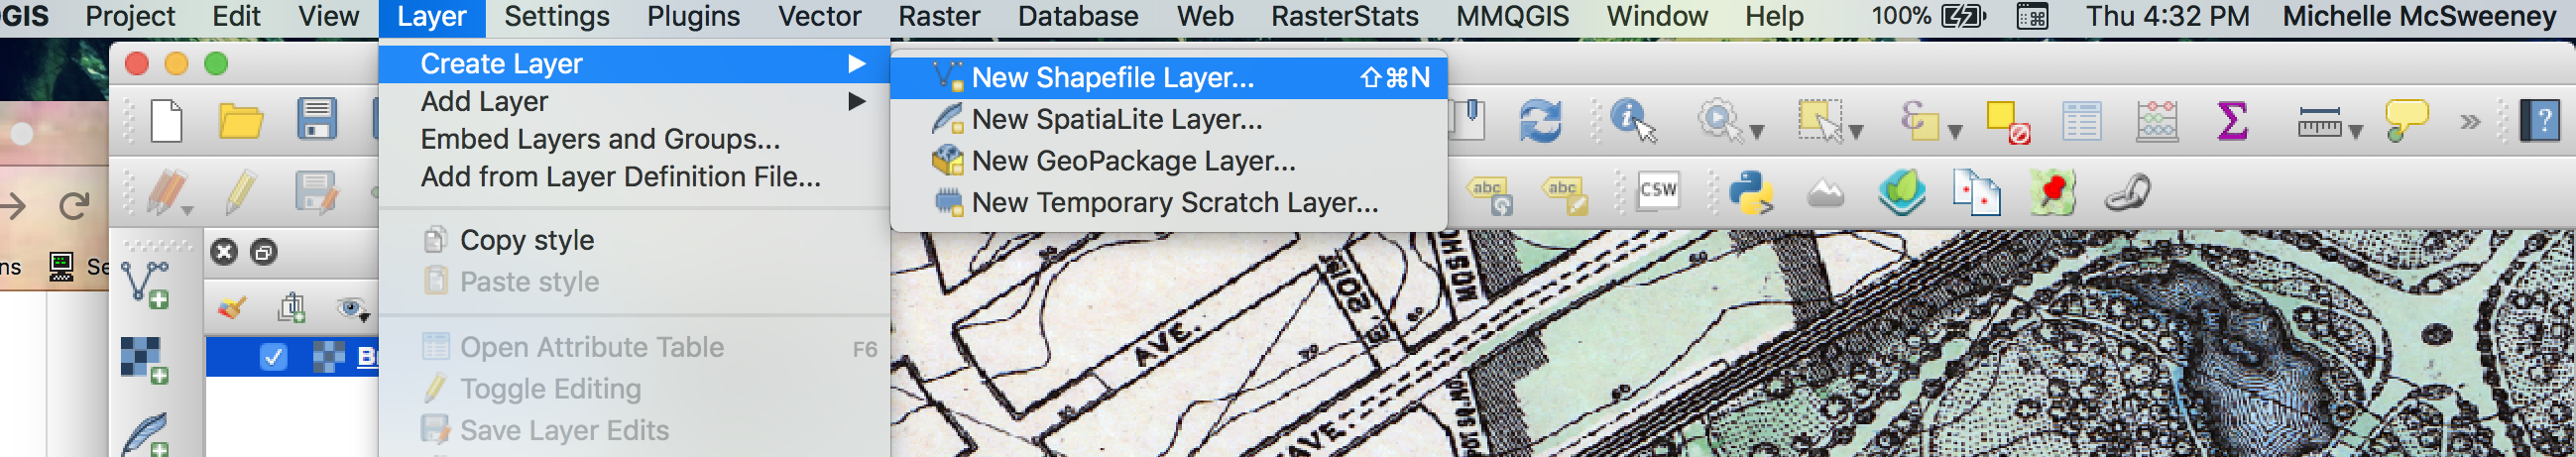 QGIS Project Edit View Layer Settings Plugins Vector Raster Database Web RasterStats MMQGIS Window Help 100% Thu 4:32 PM Michelle McSweeney
Create Layer
Add Layer
Embed Layers and Groups...
Add from Layer Definition File...
Copy style
Paste style
Open Attribute Table F6
Toggle Editing
Save Layer Edits
New Shapefile Layer... ⇧⌘N
New SpatiaLite Layer...
New GeoPackage Layer...
New Temporary Scratch Layer...
abc
abc
CSW
?
ns
Se
B
AVE.
E. 201ST
MOSHO
AVE.